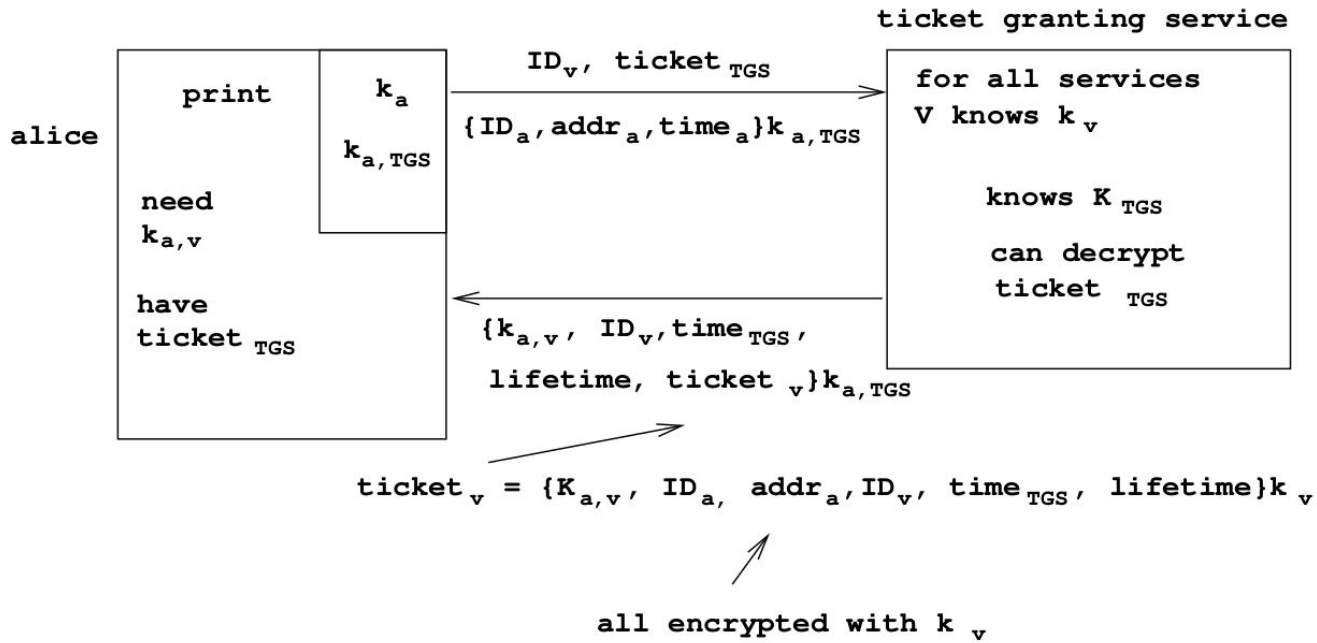 ticket granting service
alice
print
k_a
k_a,TGS
need
k_a,v
have
ticket_TGS
ID_v, ticket_TGS
{ID_a,addr_a,time_a}k_a,TGS
for all services
V knows k_v
knows K_TGS
can decrypt
ticket_TGS
{k_a,v, ID_v,time_TGS,
lifetime, ticket_v}k_a,TGS
ticket_v = {K_a,v, ID_a, addr_a,ID_v, time_TGS, lifetime}k_v
all encrypted with k_v